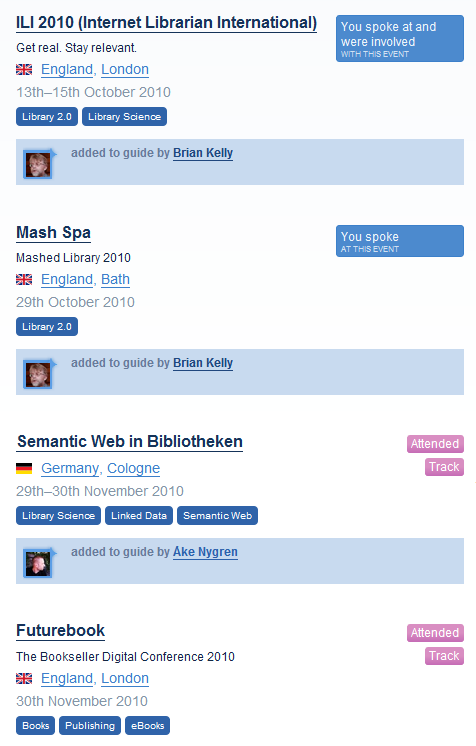 ILI 2010 (Internet Librarian International)
You spoke at and
were involved
WITH THIS EVENT
Get real. Stay relevant.
England, London
13th–15th October 2010
Library 2.0 Library Science
added to guide by Brian Kelly
Mash Spa
You spoke
AT THIS EVENT
Mashed Library 2010
England, Bath
29th October 2010
Library 2.0
added to guide by Brian Kelly
Semantic Web in Bibliotheken
Attended
Track
Germany, Cologne
29th–30th November 2010
Library Science Linked Data Semantic Web
added to guide by Åke Nygren
Futurebook
Attended
The Bookseller Digital Conference 2010
Track
England, London
30th November 2010
Books Publishing eBooks